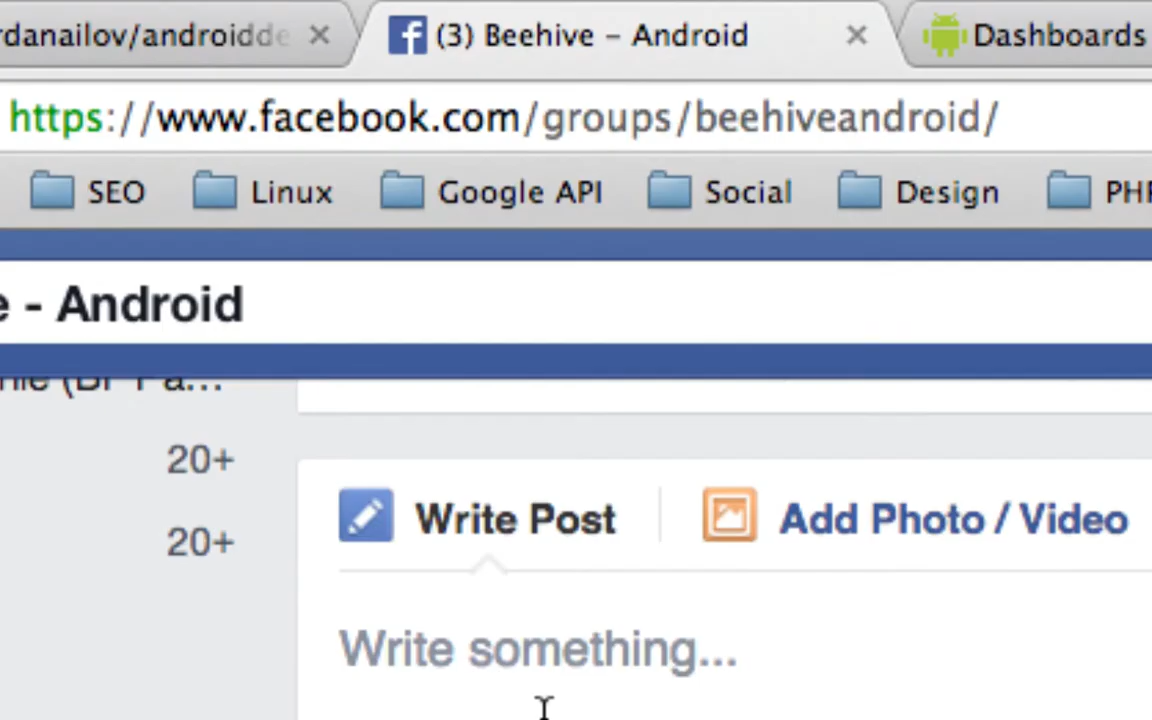 rdanailov/androidde
(3) Beehive – Android
Dashboards
https://www.facebook.com/groups/beehiveandroid/
SEO Linux Google API Social Design PHP
e - Android
20+
20+
Write Post
Add Photo / Video
Write something...